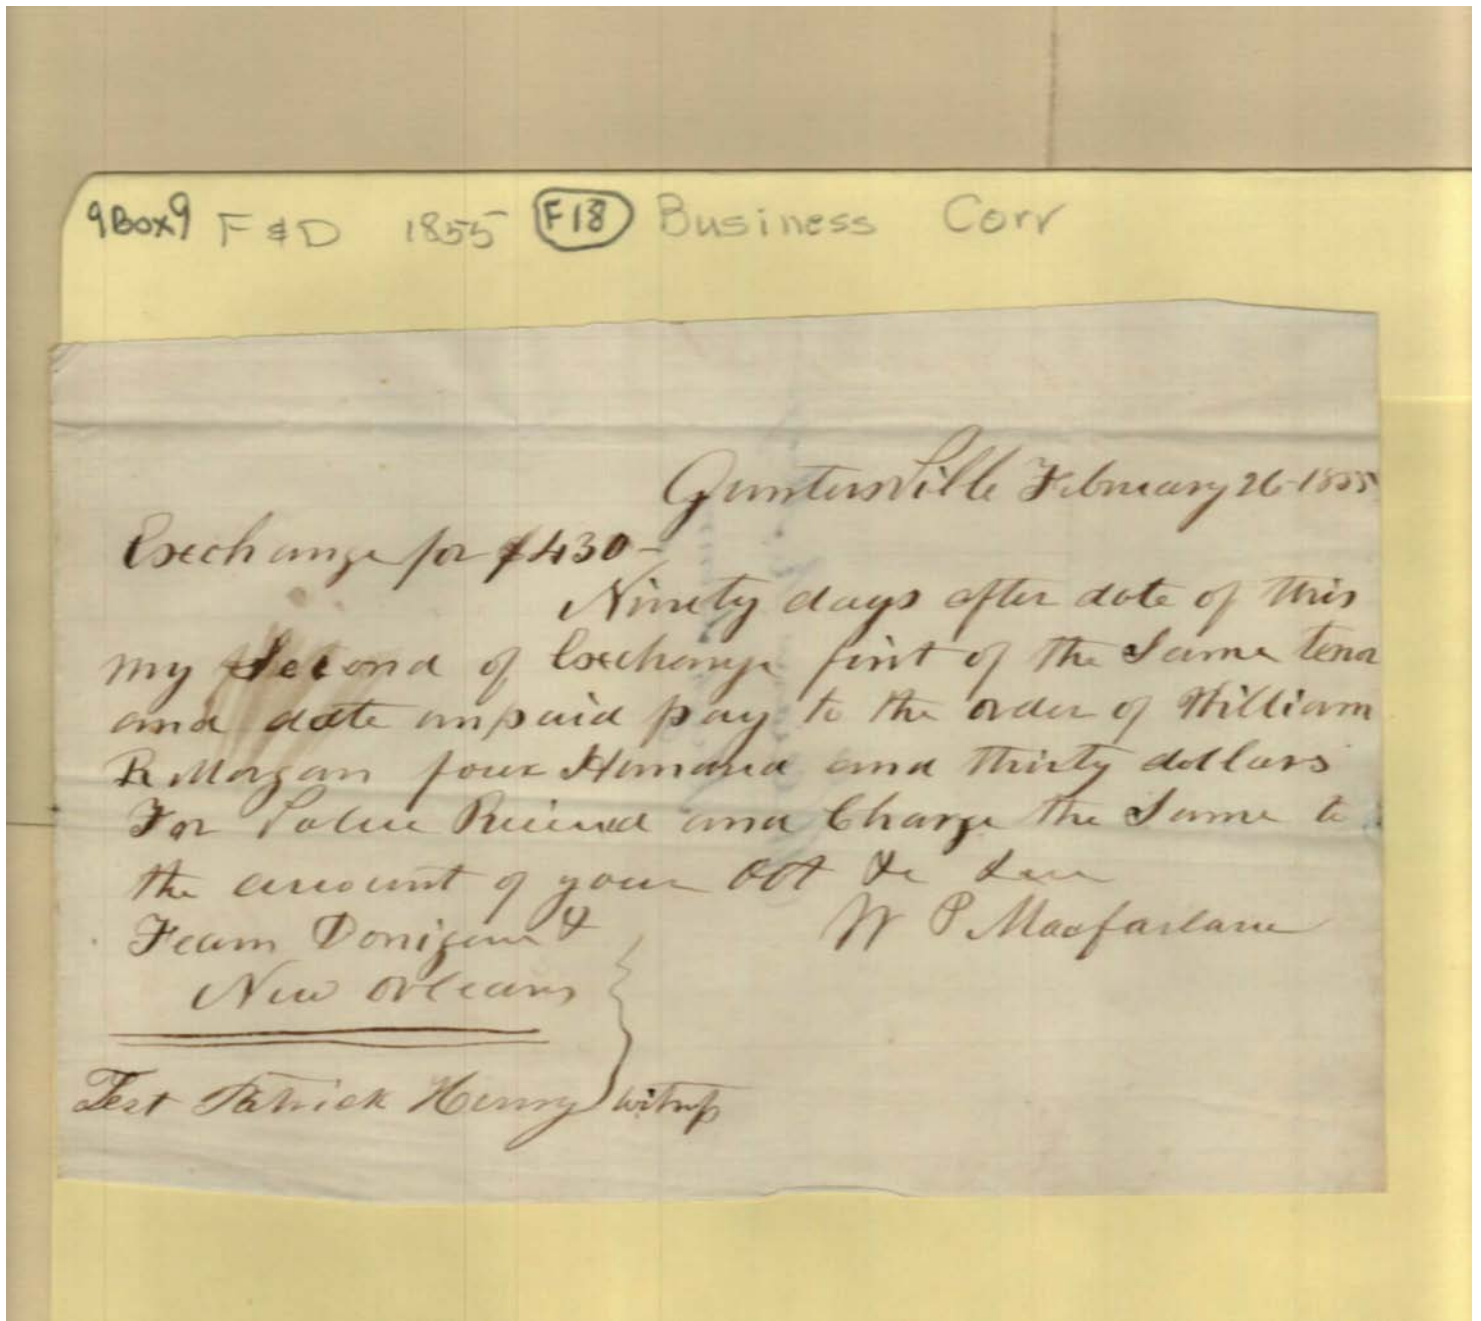 9Box9 F & D 1855 F18 Business Corr
Guntersville February 26-1855
Exchange for $430-
Ninety days after date of this
my Second of Exchange first of the Same tenor
and date unpaid pay to the order of William
R Morgan four Hundred and thirty dollars
For Value Recieved and Charge the Same to
the amount of your Obt
Fearn Donigan &
W P Macfarlane
New Orleans
Test Patrick Henry witness